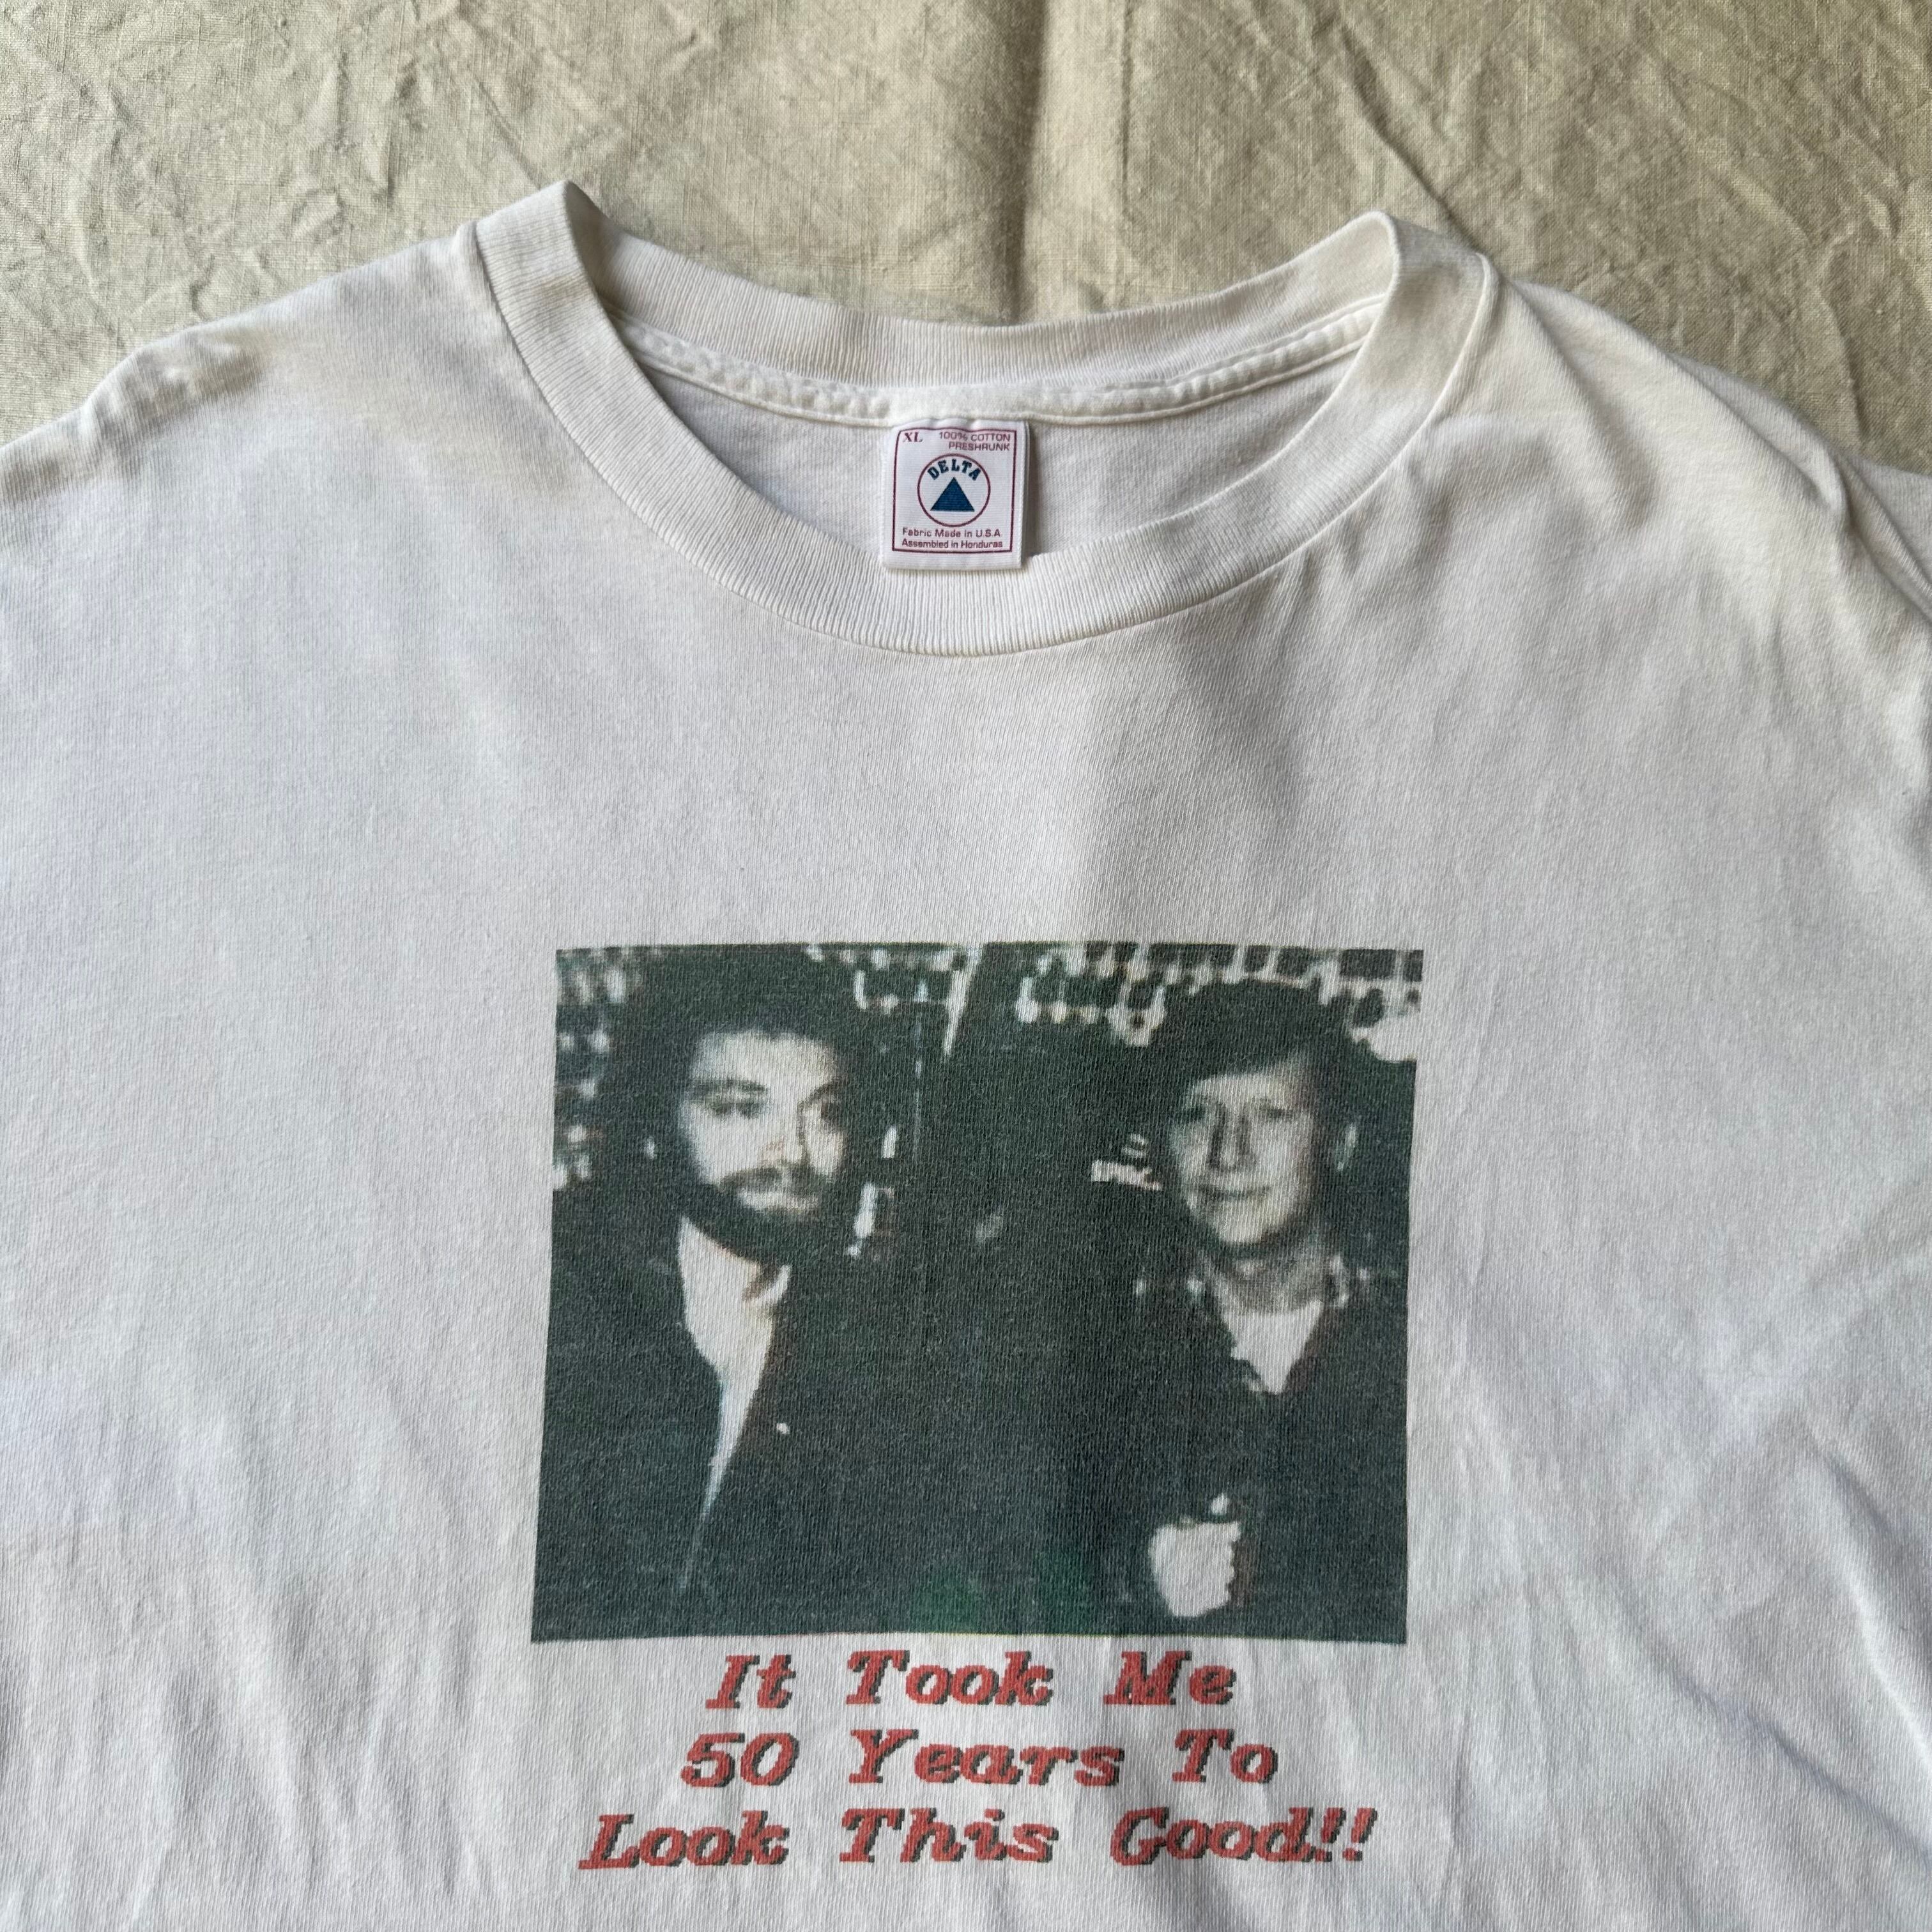 XL 100% COTTON
PRESHRUNK
DELTA
Fabric Made in U.S.A
Assembled in Honduras
It Took Me
50 Years To
Look This Good!!